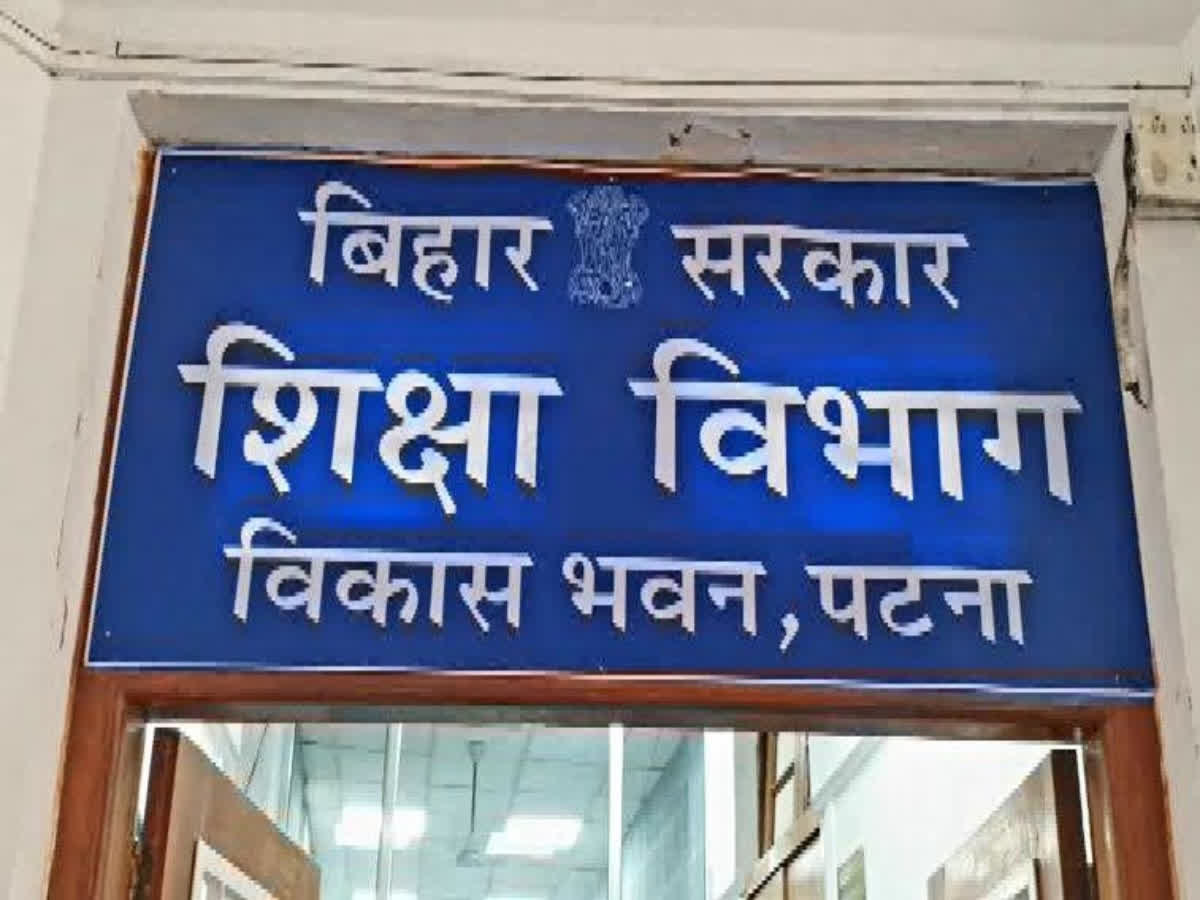 बिहार सरकार
शिक्षा विभाग
विकास भवन, पटना